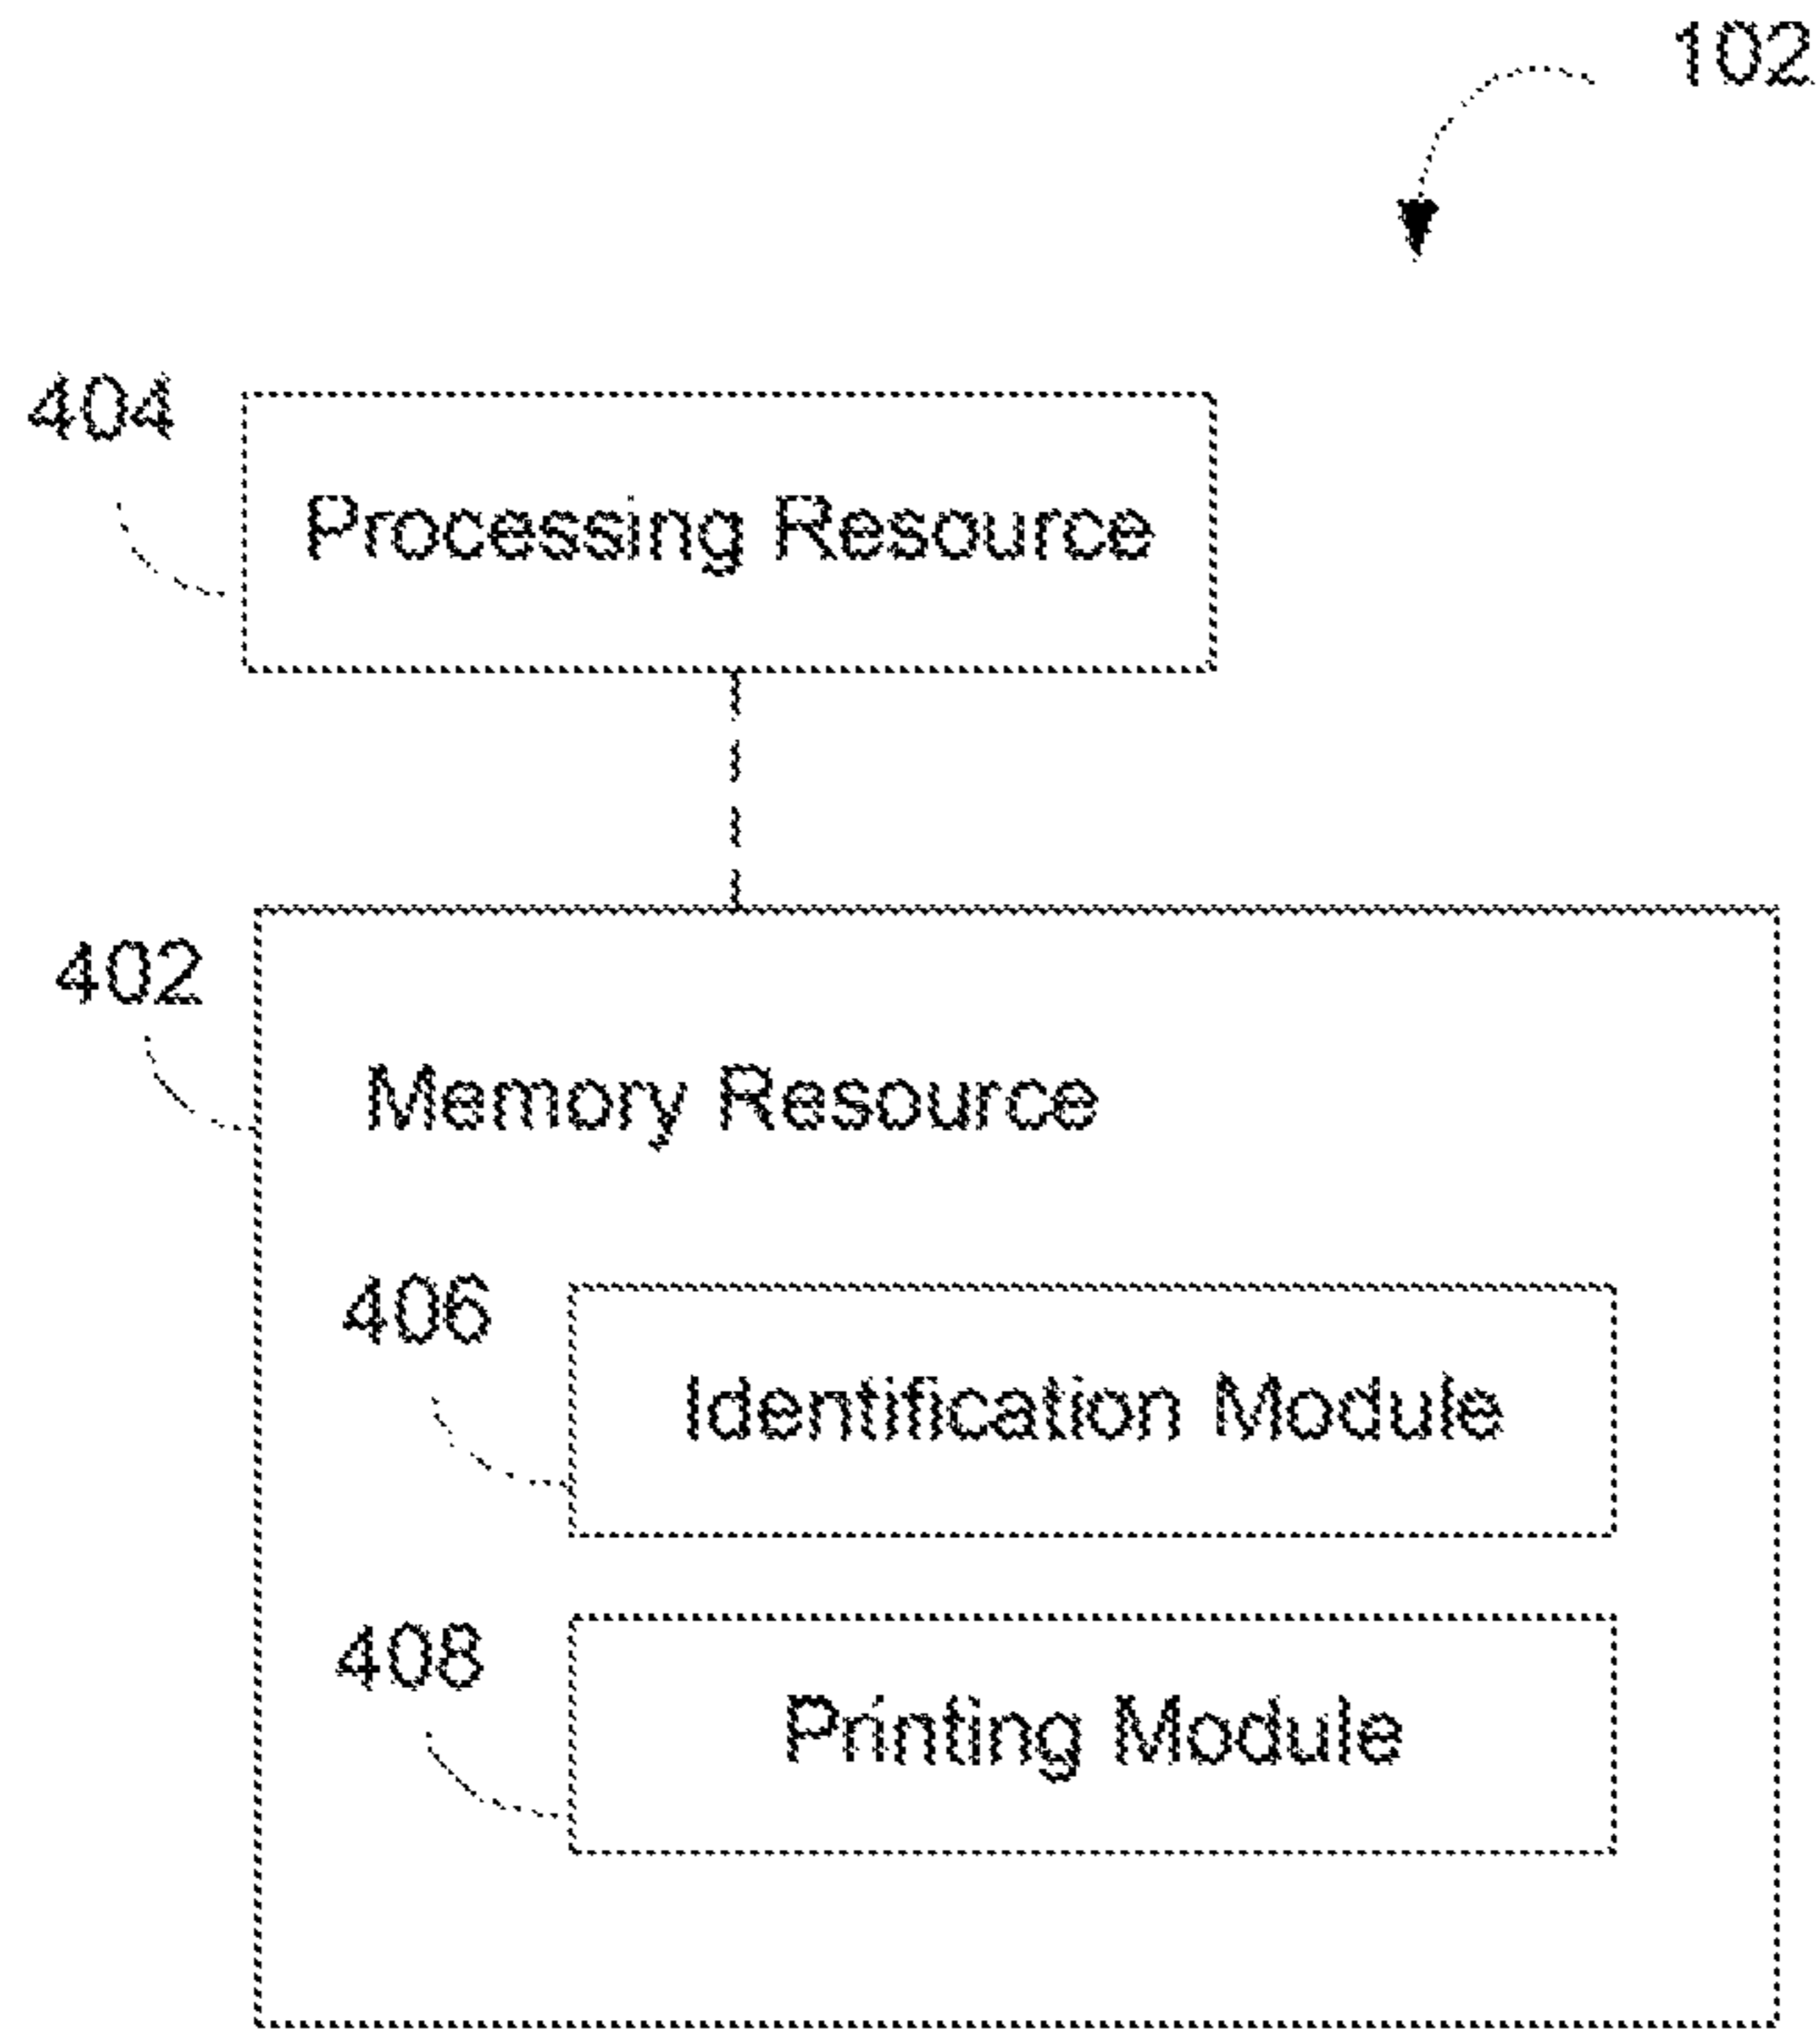 102
404
Processing Resource
402
Memory Resource
406
Identification Module
408
Printing Module